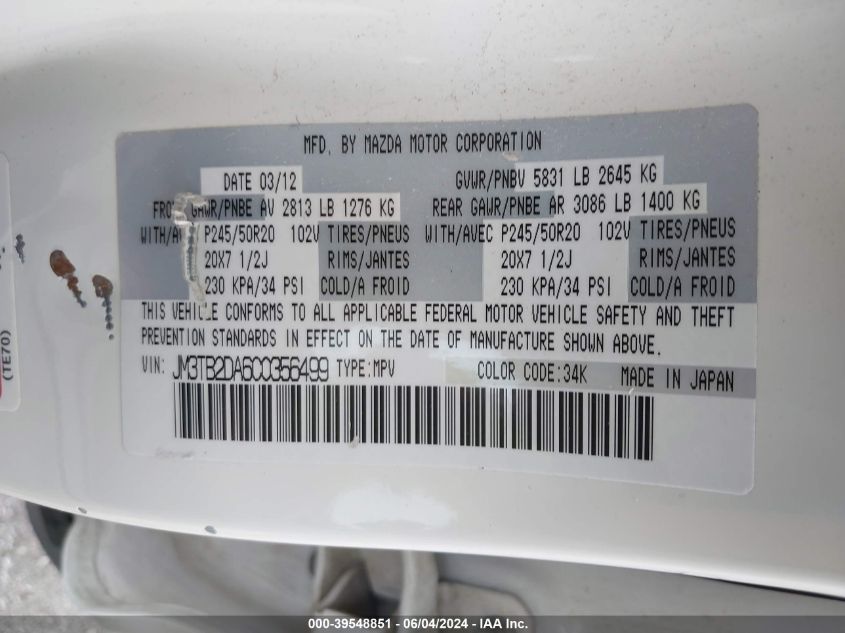 MFD. BY MAZDA MOTOR CORPORATION
DATE 03/12 GVWR/PNBV 5831 LB 2645 KG
GAWR/PNBE AV 2813 LB 1276 KG REAR GAWR/PNBE AR 3086 LB 1400 KG
WITH/AVEC P245/50R20 102V TIRES/PNEUS WITH/AVEC P245/50R20 102V TIRES/PNEUS
20X7 1/2J RIMS/JANTES 20X7 1/2J RIMS/JANTES
230 KPA/34 PSI COLD/A FROID 230 KPA/34 PSI COLD/A FROID
THIS VEHICLE CONFORMS TO ALL APPLICABLE FEDERAL MOTOR VEHICLE SAFETY AND THEFT
PREVENTION STANDARDS IN EFFECT ON THE DATE OF MANUFACTURE SHOWN ABOVE.
VIN: JM3TB2DA6C0356499 TYPE:MPV COLOR CODE:34K MADE IN JAPAN
(TE70)
000-39548851 - 06/04/2024 - Copyright IAA, Inc.